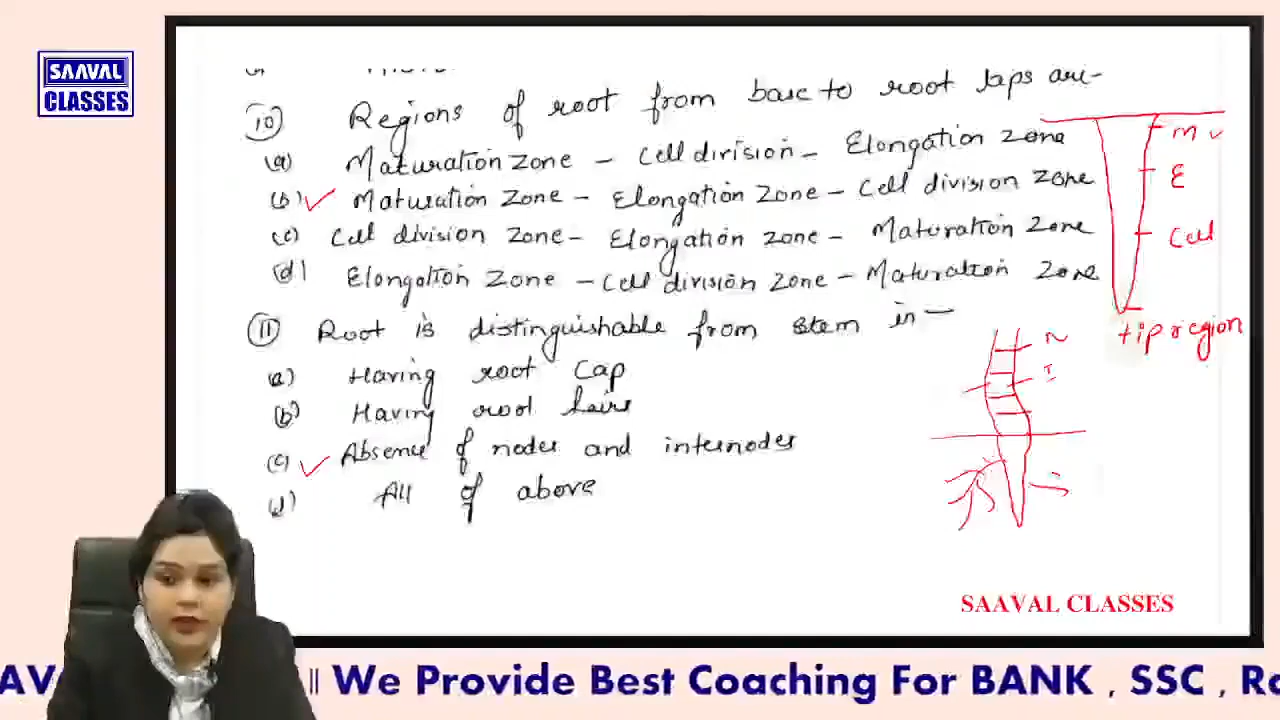 SAAVAL
CLASSES
(10) Regions of root from base to root taps are-
(a) Maturation zone - Cell division - Elongation zone
(b) Maturation zone - Elongation zone - Cell division zone
(c) Cell division zone - Elongation zone - Maturation zone
(d) Elongation zone - Cell division zone - Maturation zone
(11) Root is distinguishable from stem in -
(a) Having root cap
(b) Having root hairs
(c) Absence of nodes and internodes
(d) All of above
m
E
Cell
tip region
N
I
SAAVAL CLASSES
|| We Provide Best Coaching For BANK , SSC ,